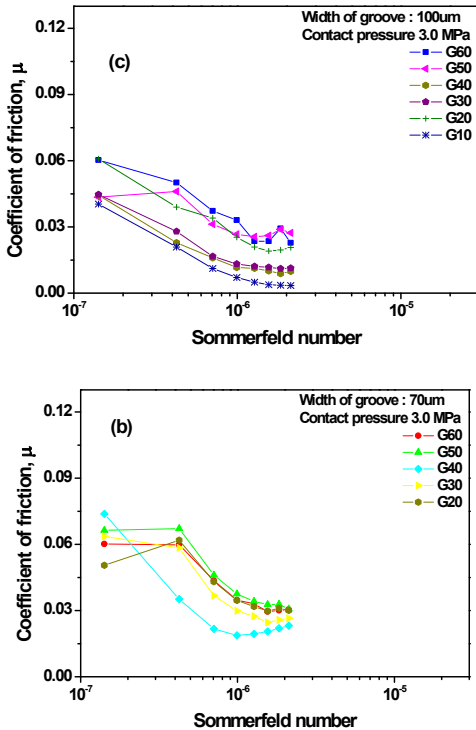 Width of groove : 100um
Contact pressure 3.0 MPa
(c)
G60
G50
G40
G30
G20
G10
Coefficient of friction, μ
0.12
0.09
0.06
0.03
0.00
10-7
10-6
10-5
Sommerfeld number
Width of groove : 70um
Contact pressure 3.0 MPa
(b)
G60
G50
G40
G30
G20
Coefficient of friction, μ
0.12
0.09
0.06
0.03
0.00
10-7
10-6
10-5
Sommerfeld number